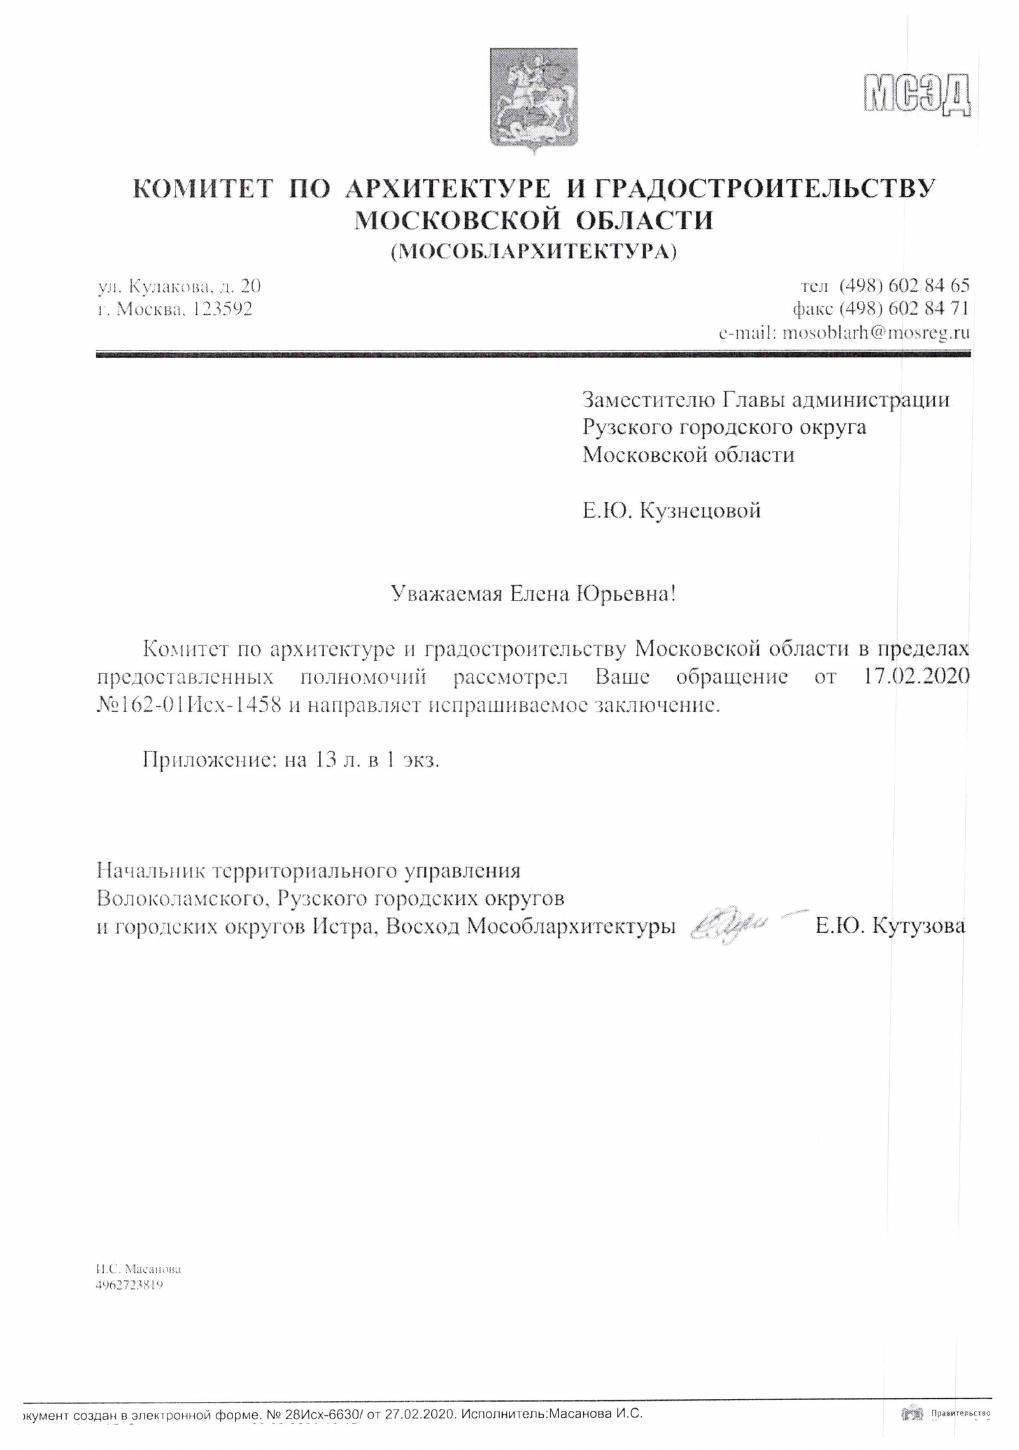 МСЭД
КОМИТЕТ ПО АРХИТЕКТУРЕ И ГРАДОСТРОИТЕЛЬСТВУ
МОСКОВСКОЙ ОБЛАСТИ
(МОСОБЛАРХИТЕКТУРА)
ул. Кулакова, д. 20
г. Москва, 123592
тел (498) 602 84 65
факс (498) 602 84 71
e-mail: mosoblarh@mosreg.ru
Заместителю Главы администрации
Рузского городского округа
Московской области
Е.Ю. Кузнецовой
Уважаемая Елена Юрьевна!
Комитет по архитектуре и градостроительству Московской области в пределах
предоставленных полномочий рассмотрел Ваше обращение от 17.02.2020
№162-01Исх-1458 и направляет испрашиваемое заключение.
Приложение: на 13 л. в 1 экз.
Начальник территориального управления
Волоколамского, Рузского городских округов
и городских округов Истра, Восход Мособлархитектуры Е.Ю. Кутузова
И.С. Масанова
4962723819
окумент создан в электронной форме. № 28Исх-6630/ от 27.02.2020. Исполнитель:Масанова И.С.
Правительство